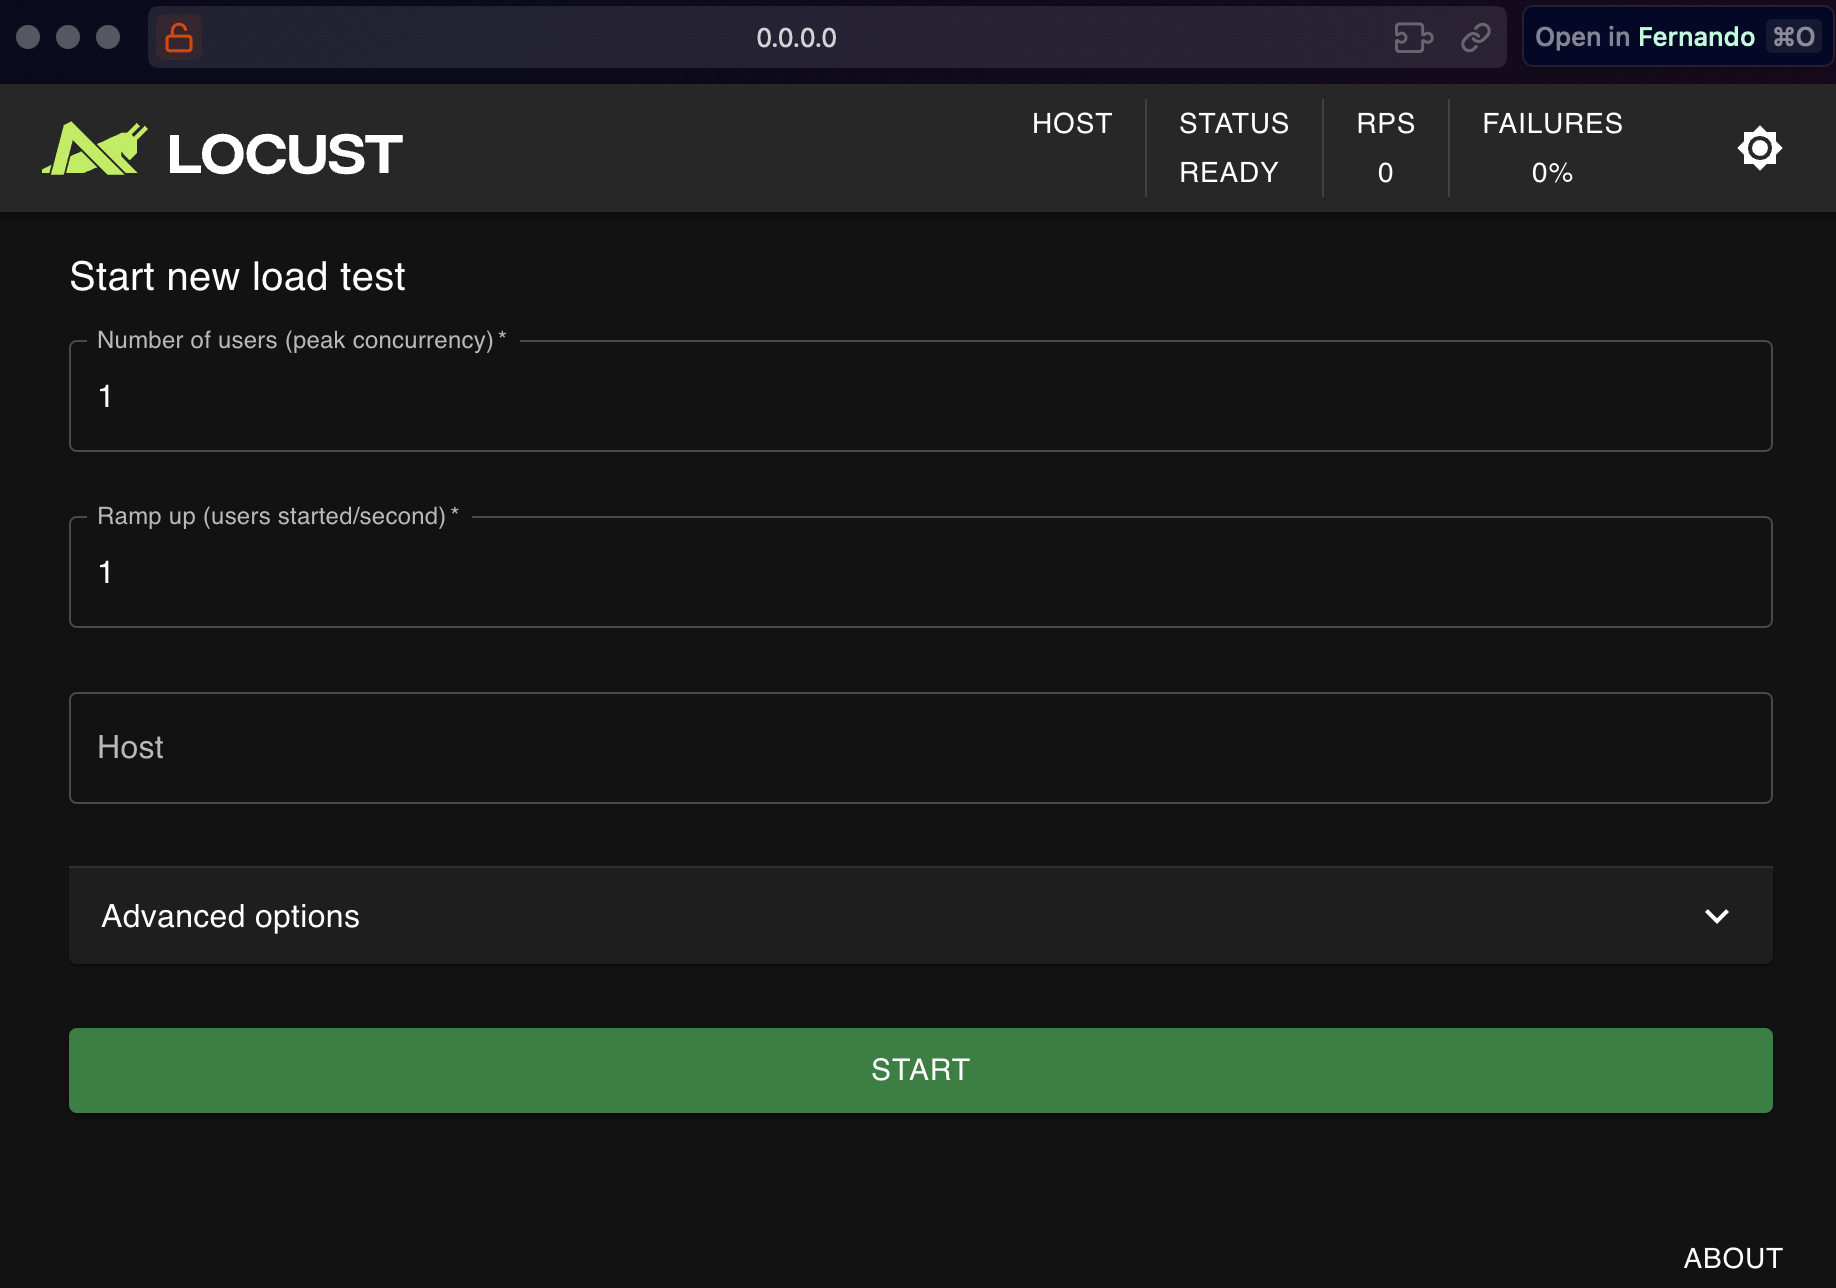 0.0.0.0
Open in Fernando ⌘O
LOCUST
HOST
STATUS
READY
RPS
0
FAILURES
0%
Start new load test
Number of users (peak concurrency) *
1
Ramp up (users started/second) *
1
Host
Advanced options
START
ABOUT